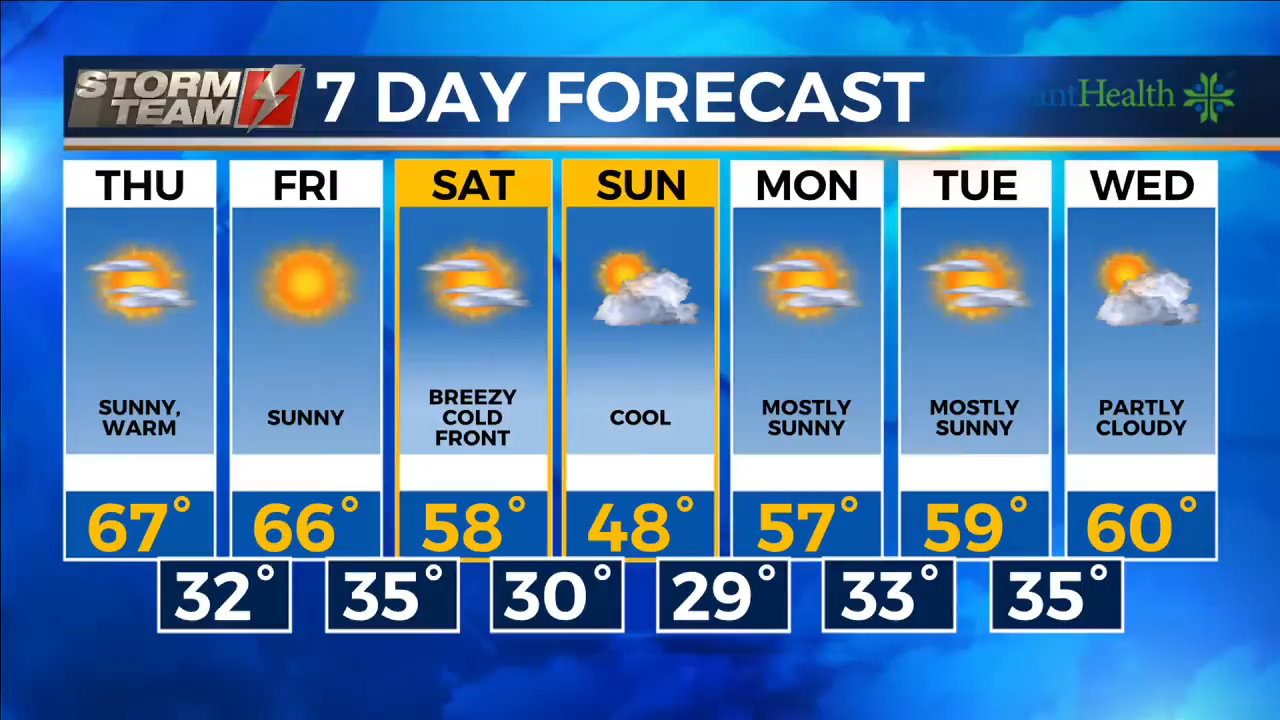 STORM
TEAM
7 DAY FORECAST
Health
THU
FRI
SAT
SUN
MON
TUE
WED
SUNNY,
WARM
SUNNY
BREEZY
COLD
FRONT
COOL
MOSTLY
SUNNY
MOSTLY
SUNNY
PARTLY
CLOUDY
67°
66°
58°
48°
57°
59°
60°
32°
35°
30°
29°
33°
35°